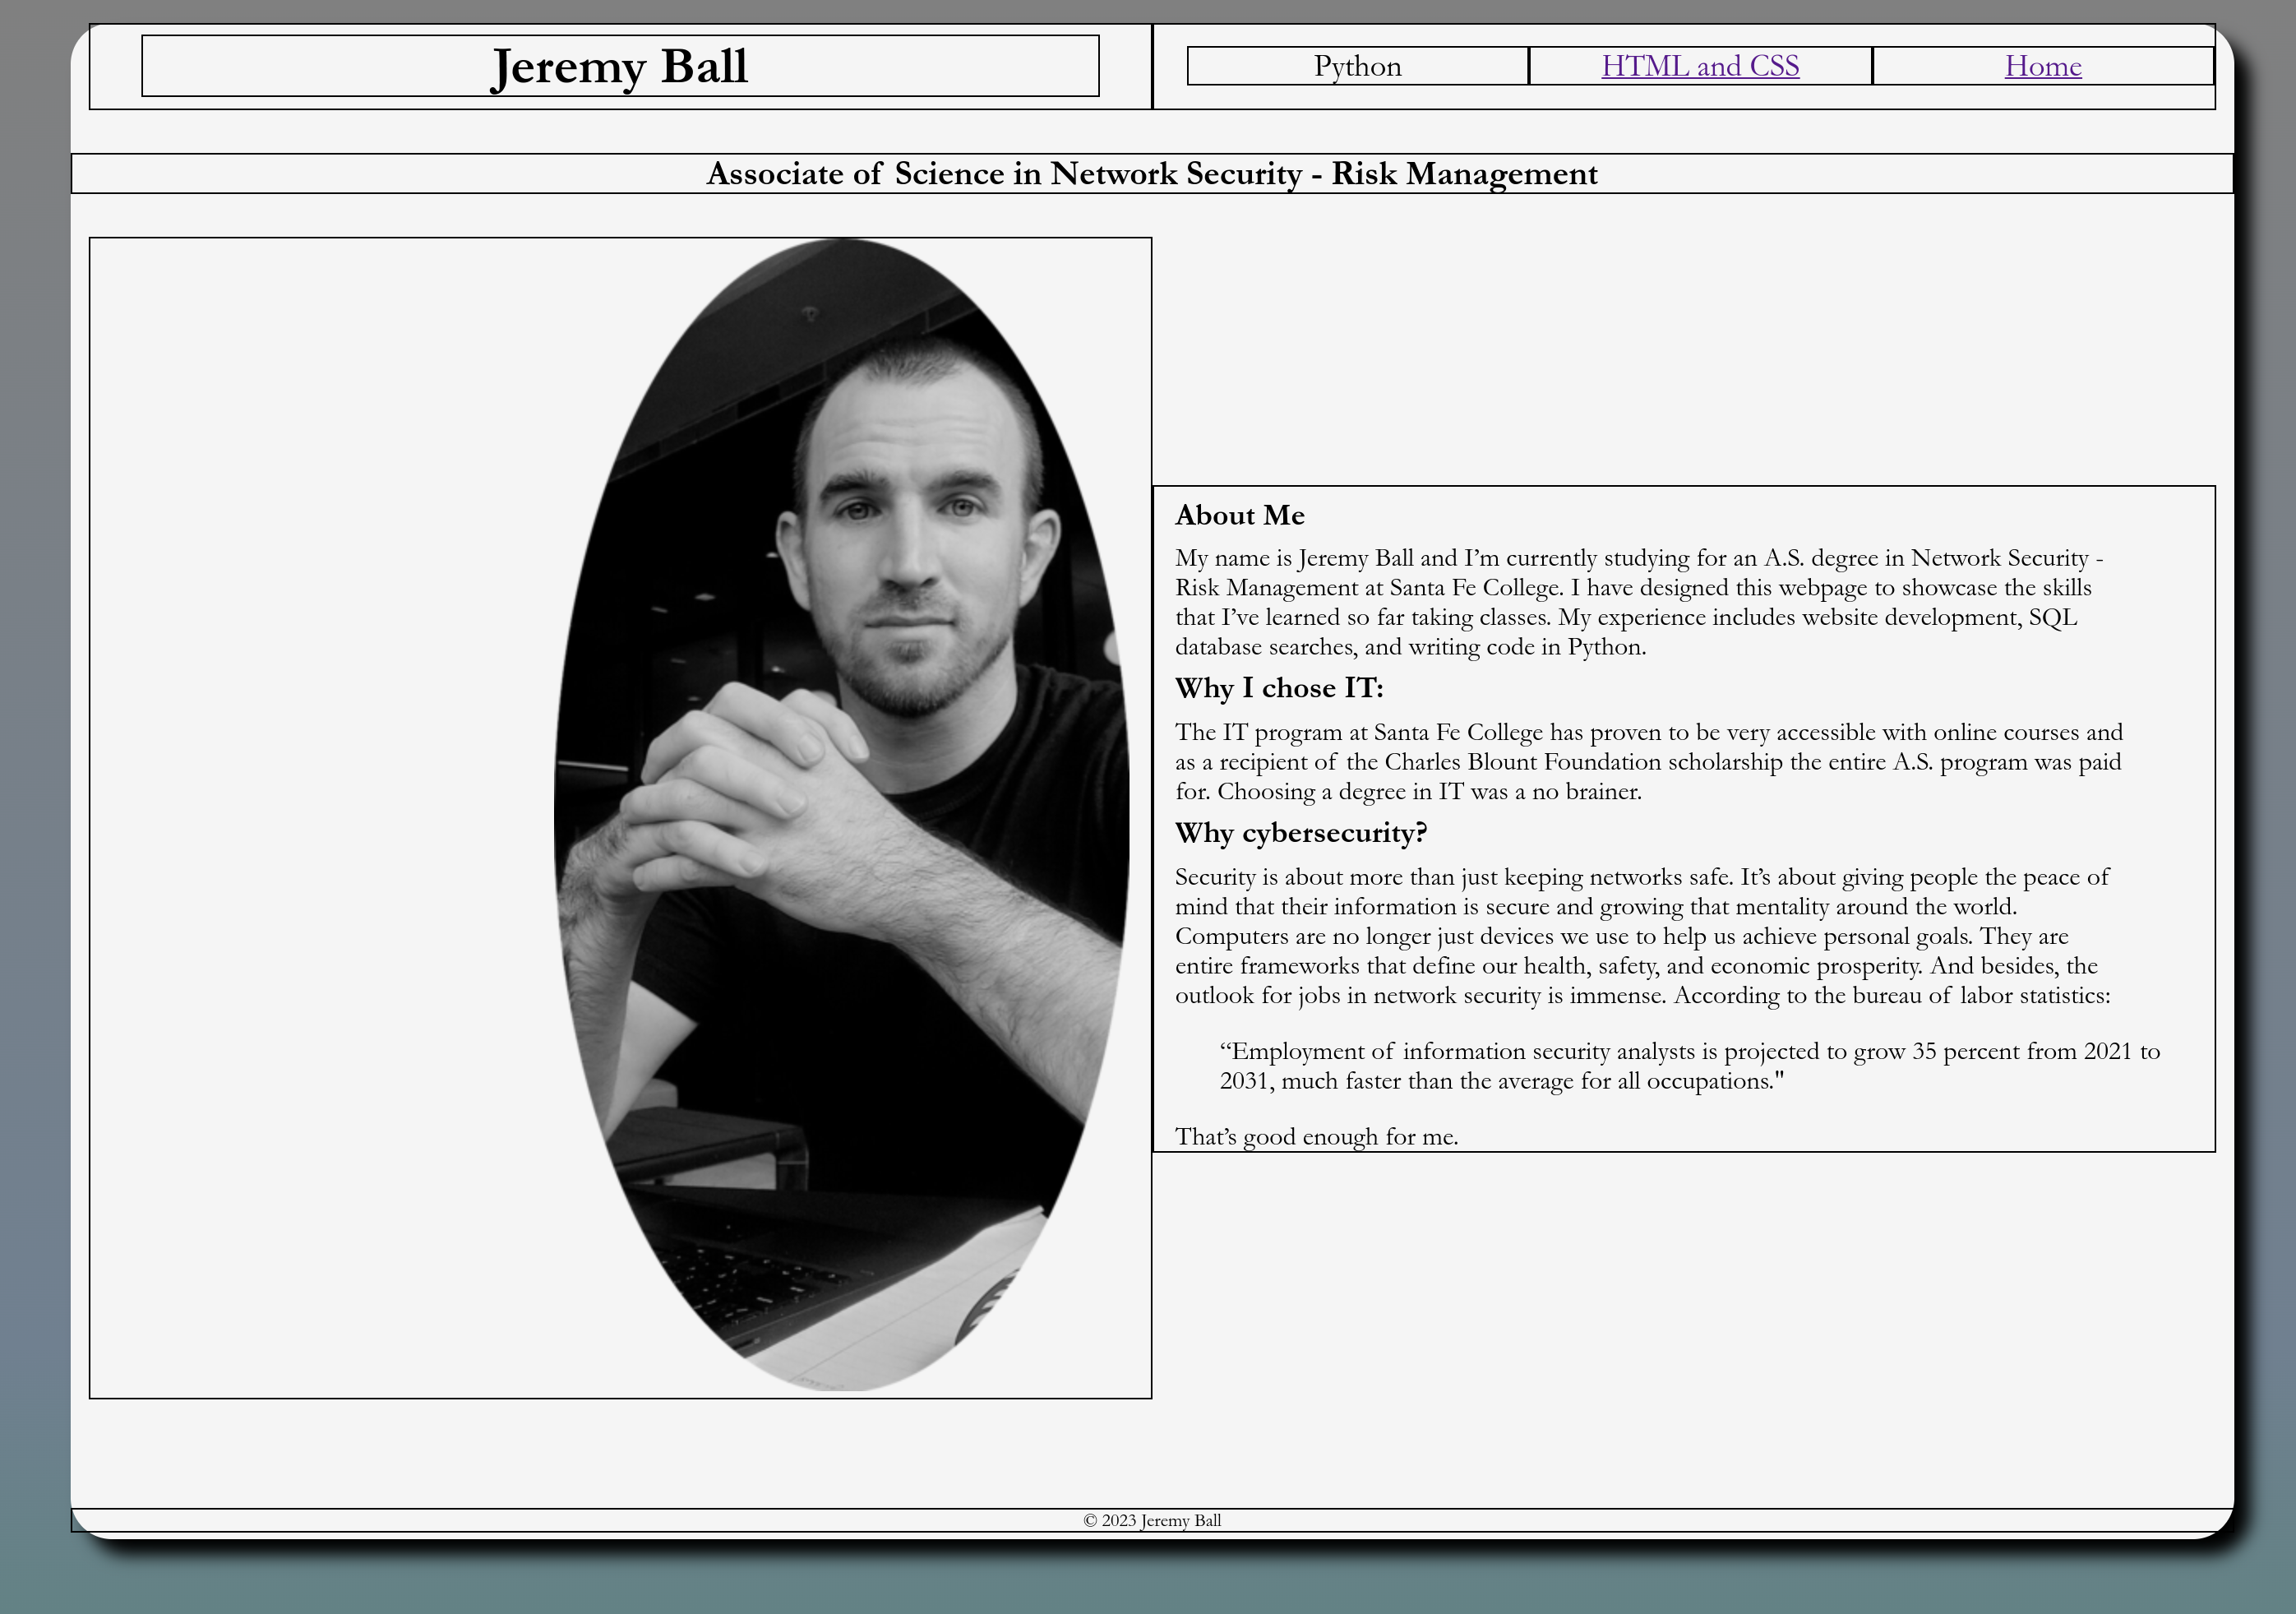 Jeremy Ball
Python
HTML and CSS
Home
Associate of Science in Network Security - Risk Management
About Me
My name is Jeremy Ball and I’m currently studying for an A.S. degree in Network Security -
Risk Management at Santa Fe College. I have designed this webpage to showcase the skills
that I’ve learned so far taking classes. My experience includes website development, SQL
database searches, and writing code in Python.
Why I chose IT:
The IT program at Santa Fe College has proven to be very accessible with online courses and
as a recipient of the Charles Blount Foundation scholarship the entire A.S. program was paid
for. Choosing a degree in IT was a no brainer.
Why cybersecurity?
Security is about more than just keeping networks safe. It’s about giving people the peace of
mind that their information is secure and growing that mentality around the world.
Computers are no longer just devices we use to help us achieve personal goals. They are
entire frameworks that define our health, safety, and economic prosperity. And besides, the
outlook for jobs in network security is immense. According to the bureau of labor statistics:
“Employment of information security analysts is projected to grow 35 percent from 2021 to
2031, much faster than the average for all occupations."
That’s good enough for me.
© 2023 Jeremy Ball